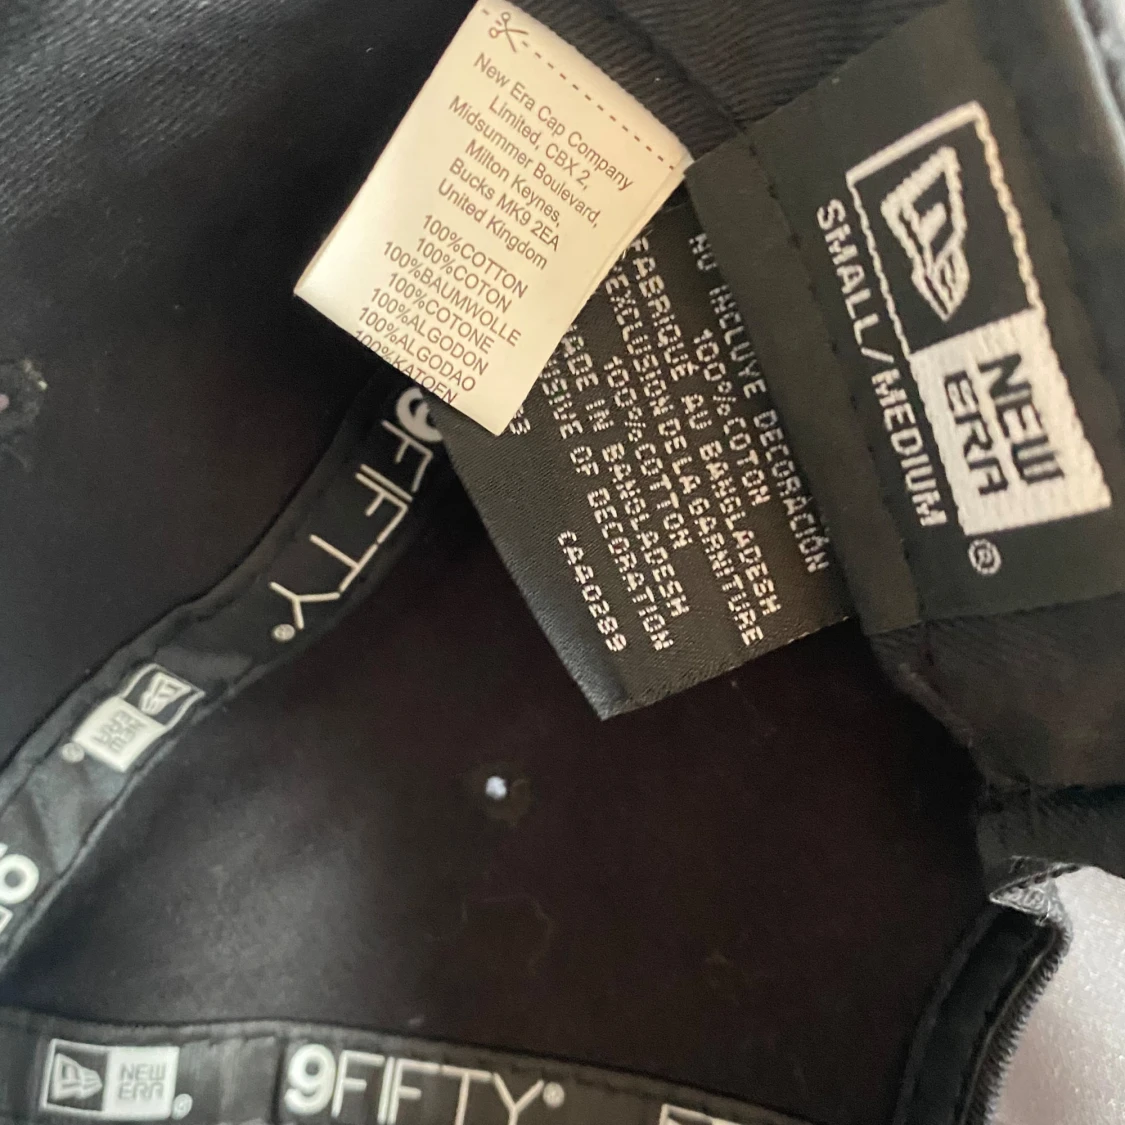 New Era Cap Company
Limited, CBX 2,
Midsummer Boulevard,
Milton Keynes,
Bucks MK9 2EA
United Kingdom
100%COTTON
100%COTON
100%BAUMWOLLE
100%COTONE
100%ALGODON
100%ALGODAO
100%KATOEN
NO INCLUYE DECORACIÓN
100% COTON
FABRIQUÉ AU BANGLADESH
EXCLUSION DE LA GARNITURE
100% COTTON
MADE IN BANGLADESH
OF DECORATION
CA40299
NEW
ERA
®
SMALL/MEDIUM
9FIFTY®
NEW
ERA
®
NEW
ERA
®
9FIFTY®